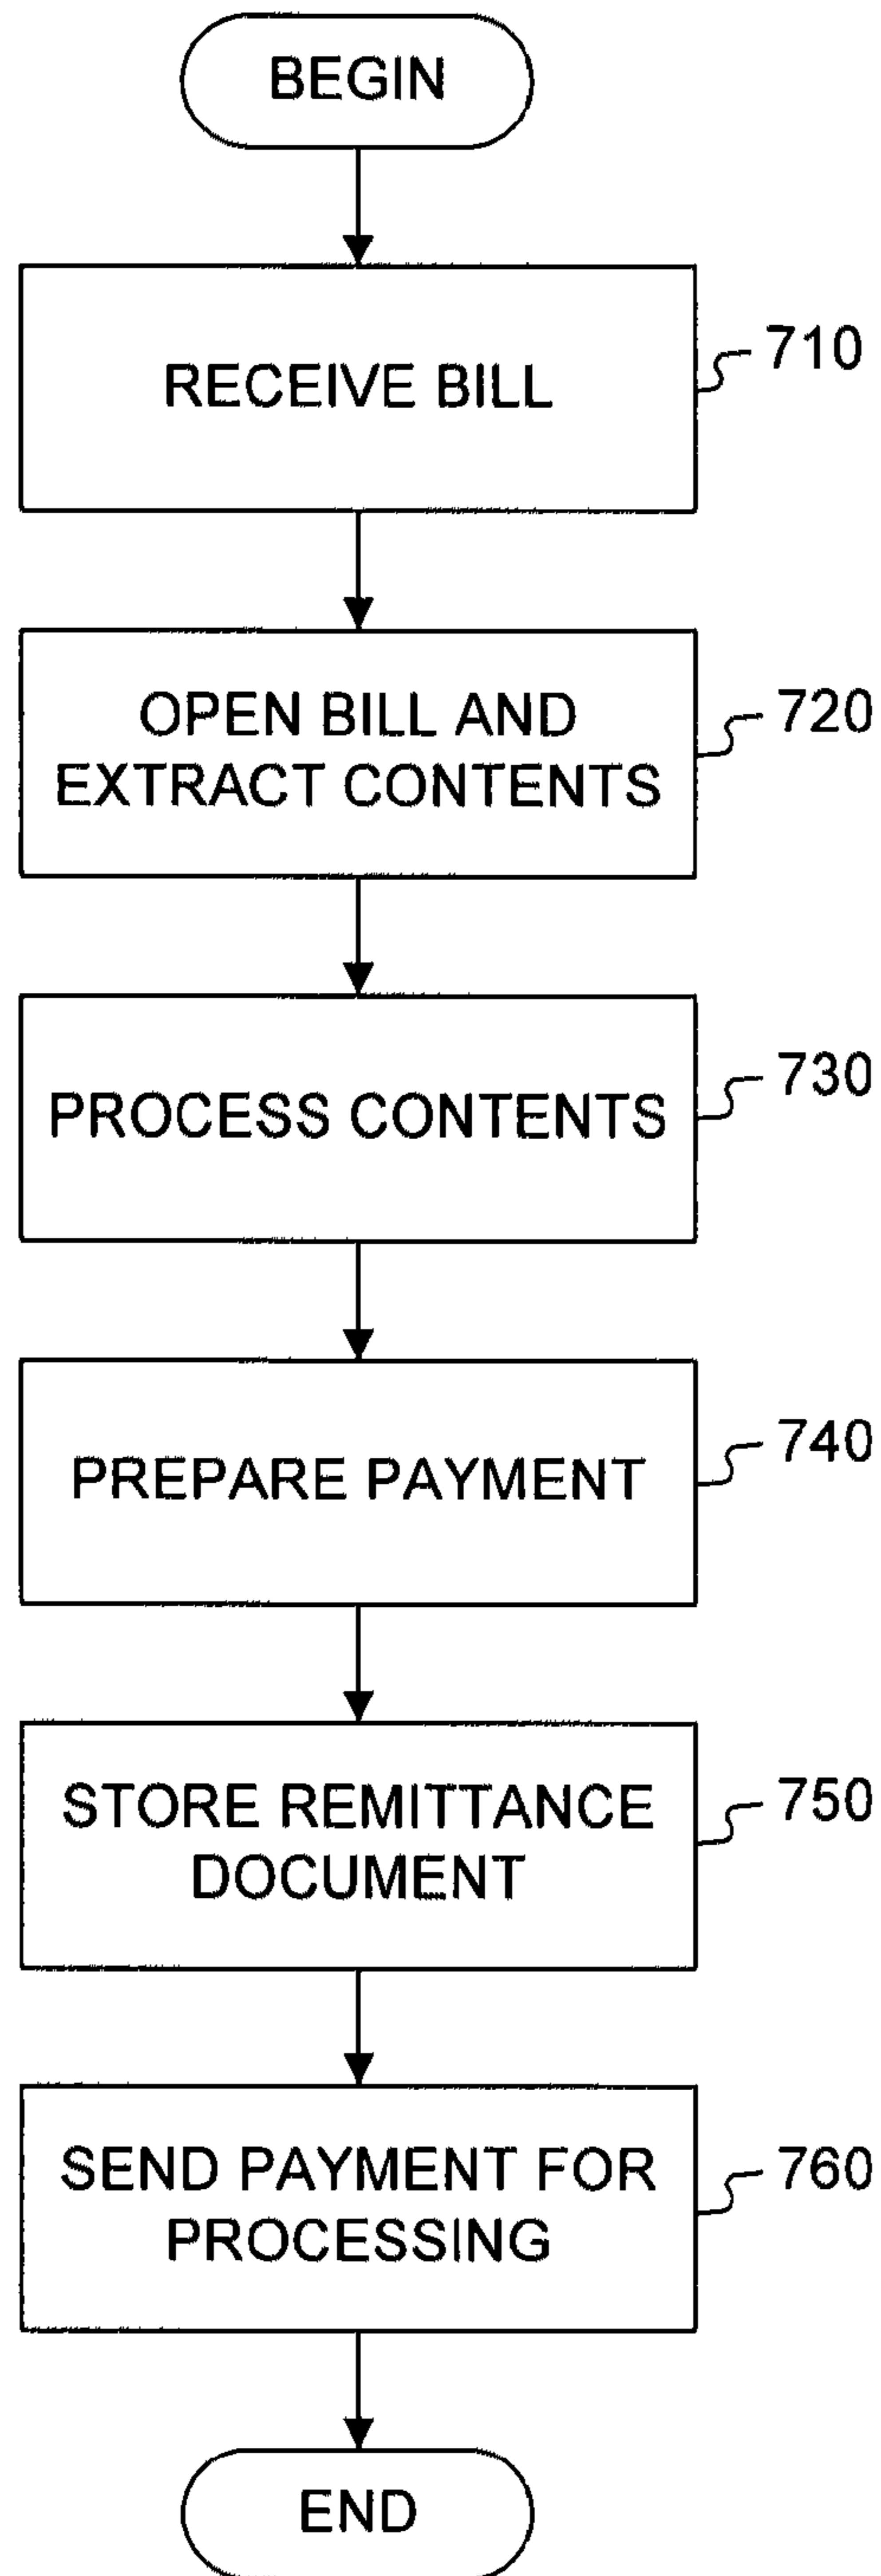 BEGIN
RECEIVE BILL
710
OPEN BILL AND
EXTRACT CONTENTS
720
PROCESS CONTENTS
730
PREPARE PAYMENT
740
STORE REMITTANCE
DOCUMENT
750
SEND PAYMENT FOR
PROCESSING
760
END